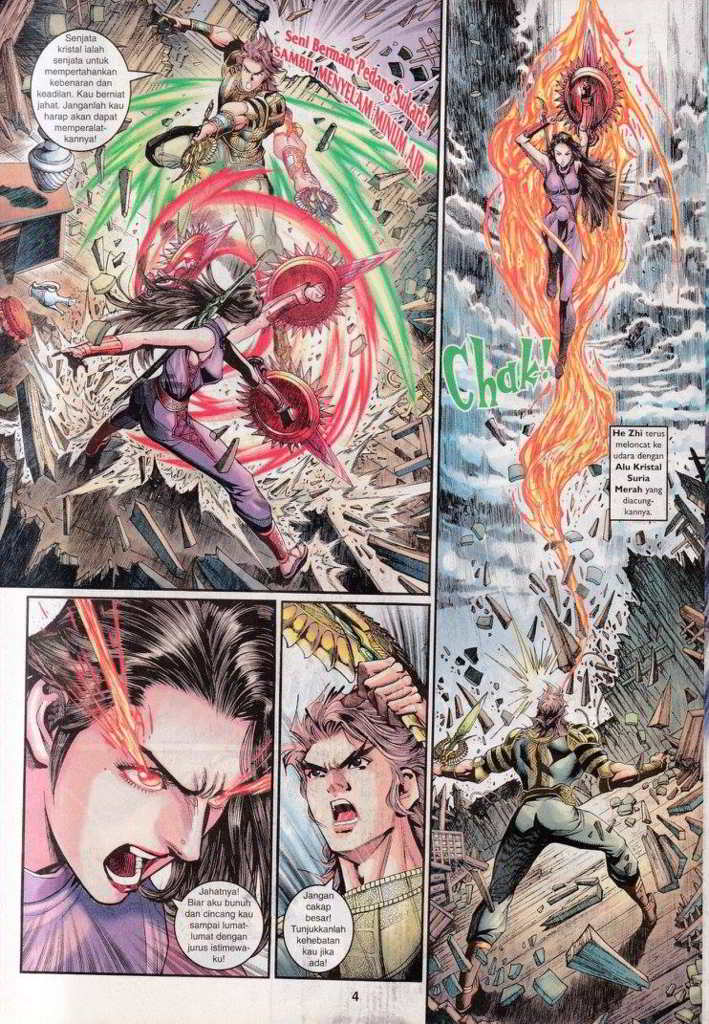 Senjata
kristal ialah
senjata untuk
mempertahankan
kebenaran dan
keadilan. Kau berniat
jahat. Janganlah kau
harap akan dapat
memperalat-
kannya!
Seni Bermain Pedang Sukaria
SAMBIL MENYELAM MINUM AIR!
Chak!
He Zhi terus
meloncat ke
udara dengan
Alu Kristal
Suria
Merah yang
diacung-
kannya.
Jahatnya!
Biar aku bunuh
dan cincang kau
sampai lumat-
lumat dengan
jurus istimewa-
ku!
Jangan
cakap
besar!
Tunjukkanlah
kehebatan
kau jika
ada!
4